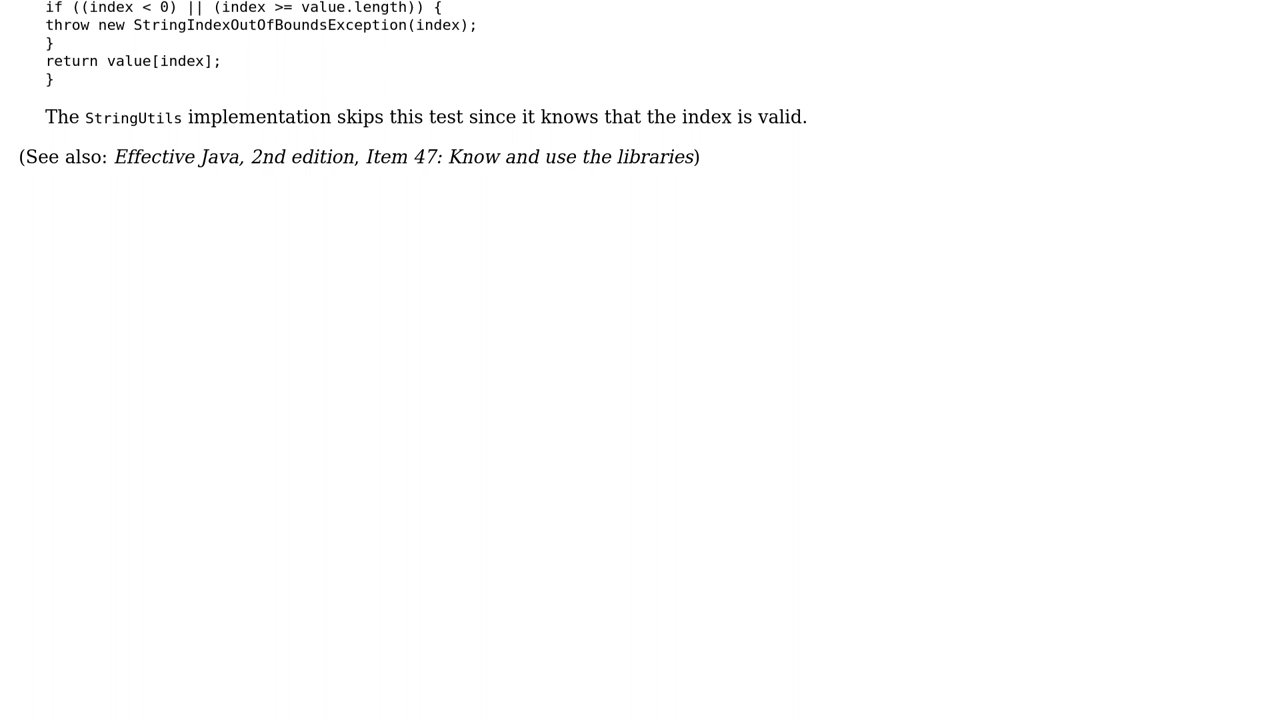 if ((index < 0) || (index >= value.length)) {
throw new StringIndexOutOfBoundsException(index);
}
return value[index];
}
The StringUtils implementation skips this test since it knows that the index is valid.
(See also: Effective Java, 2nd edition, Item 47: Know and use the libraries)